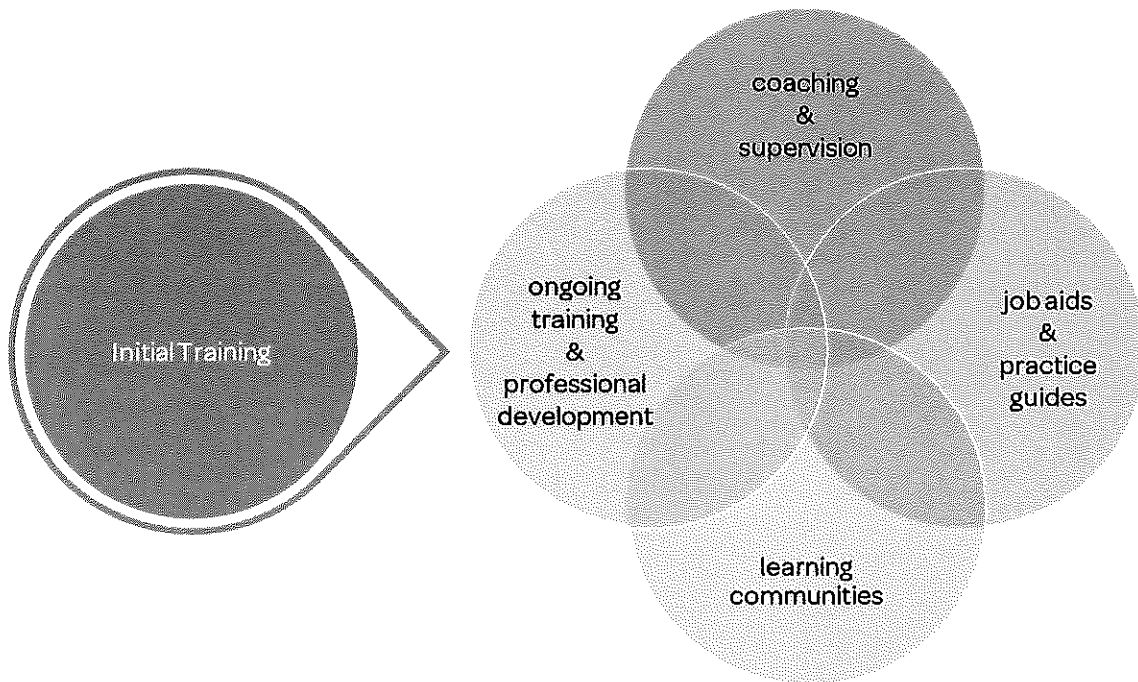 Initial Training
coaching
&
supervision
ongoing
training
&
professional
development
job aids
&
practice
guides
learning
communities